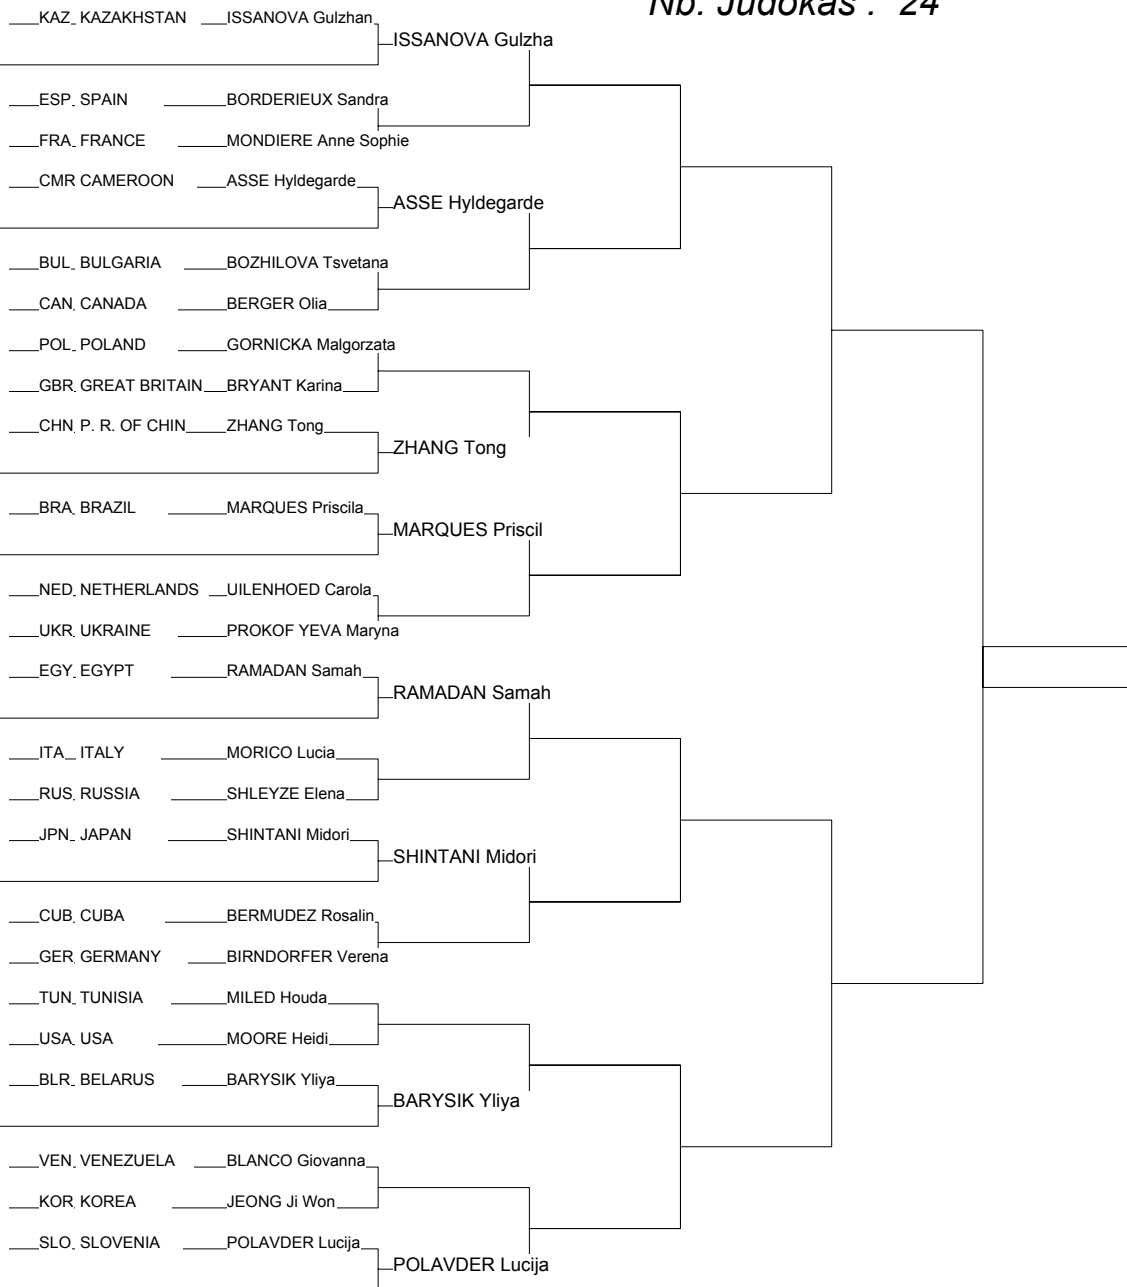 Nb. Judokas : 24
KAZ KAZAKHSTAN ISSANOVA Gulzhan
ISSANOVA Gulzha
ESP SPAIN BORDERIEUX Sandra
FRA FRANCE MONDIERE Anne Sophie
CMR CAMEROON ASSE Hyldegarde
ASSE Hyldegarde
BUL BULGARIA BOZHILOVA Tsvetana
CAN CANADA BERGER Olia
POL POLAND GORNICKA Malgorzata
GBR GREAT BRITAIN BRYANT Karina
CHN P. R. OF CHIN ZHANG Tong
ZHANG Tong
BRA BRAZIL MARQUES Priscila
MARQUES Priscil
NED NETHERLANDS UILENHOED Carola
UKR UKRAINE PROKOF YEVA Maryna
EGY EGYPT RAMADAN Samah
RAMADAN Samah
ITA ITALY MORICO Lucia
RUS RUSSIA SHLEYZE Elena
JPN JAPAN SHINTANI Midori
SHINTANI Midori
CUB CUBA BERMUDEZ Rosalin
GER GERMANY BIRNDORFER Verena
TUN TUNISIA MILED Houda
USA USA MOORE Heidi
BLR BELARUS BARYSIK Yliya
BARYSIK Yliya
VEN VENEZUELA BLANCO Giovanna
KOR KOREA JEONG Ji Won
SLO SLOVENIA POLAVDER Lucija
POLAVDER Lucija